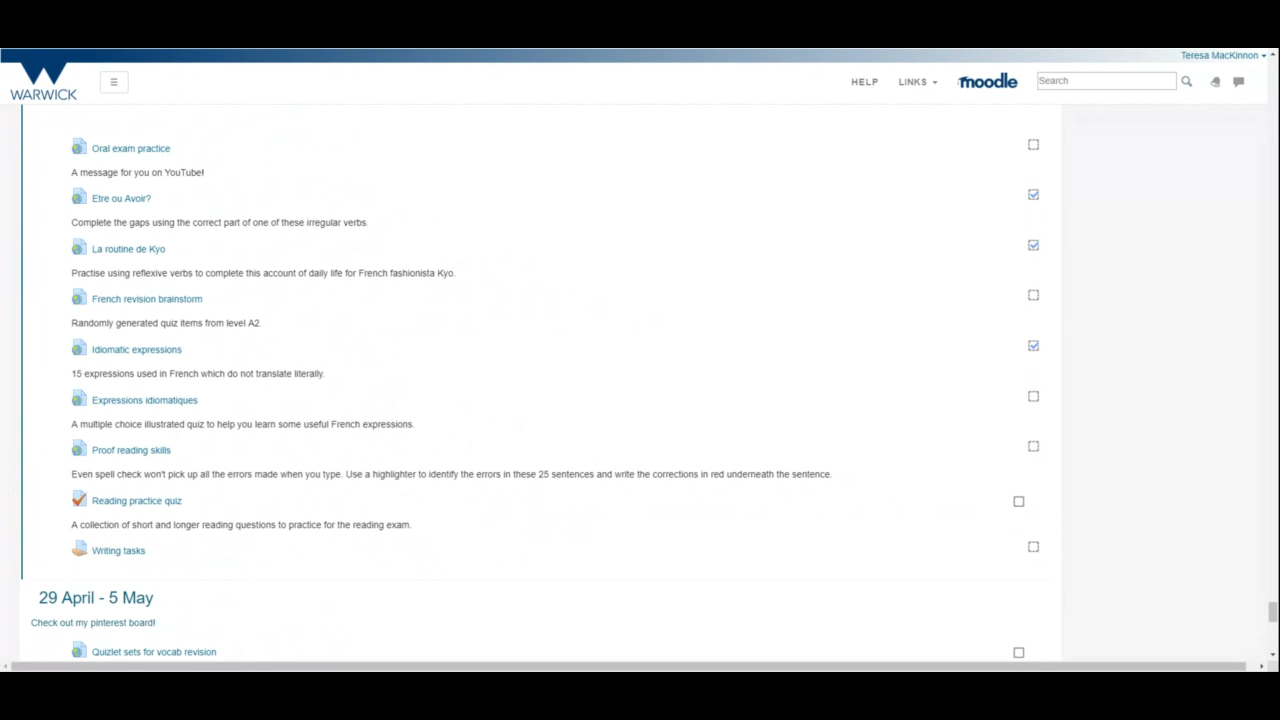 Teresa MacKinnon
WARWICK
HELP
LINKS
moodle
Search
Oral exam practice
A message for you on YouTube!
Etre ou Avoir?
Complete the gaps using the correct part of one of these irregular verbs.
La routine de Kyo
Practise using reflexive verbs to complete this account of daily life for French fashionista Kyo.
French revision brainstorm
Randomly generated quiz items from level A2.
Idiomatic expressions
15 expressions used in French which do not translate literally.
Expressions idiomatiques
A multiple choice illustrated quiz to help you learn some useful French expressions.
Proof reading skills
Even spell check won't pick up all the errors made when you type. Use a highlighter to identify the errors in these 25 sentences and write the corrections in red underneath the sentence.
Reading practice quiz
A collection of short and longer reading questions to practice for the reading exam.
Writing tasks
29 April - 5 May
Check out my pinterest board!
Quizlet sets for vocab revision